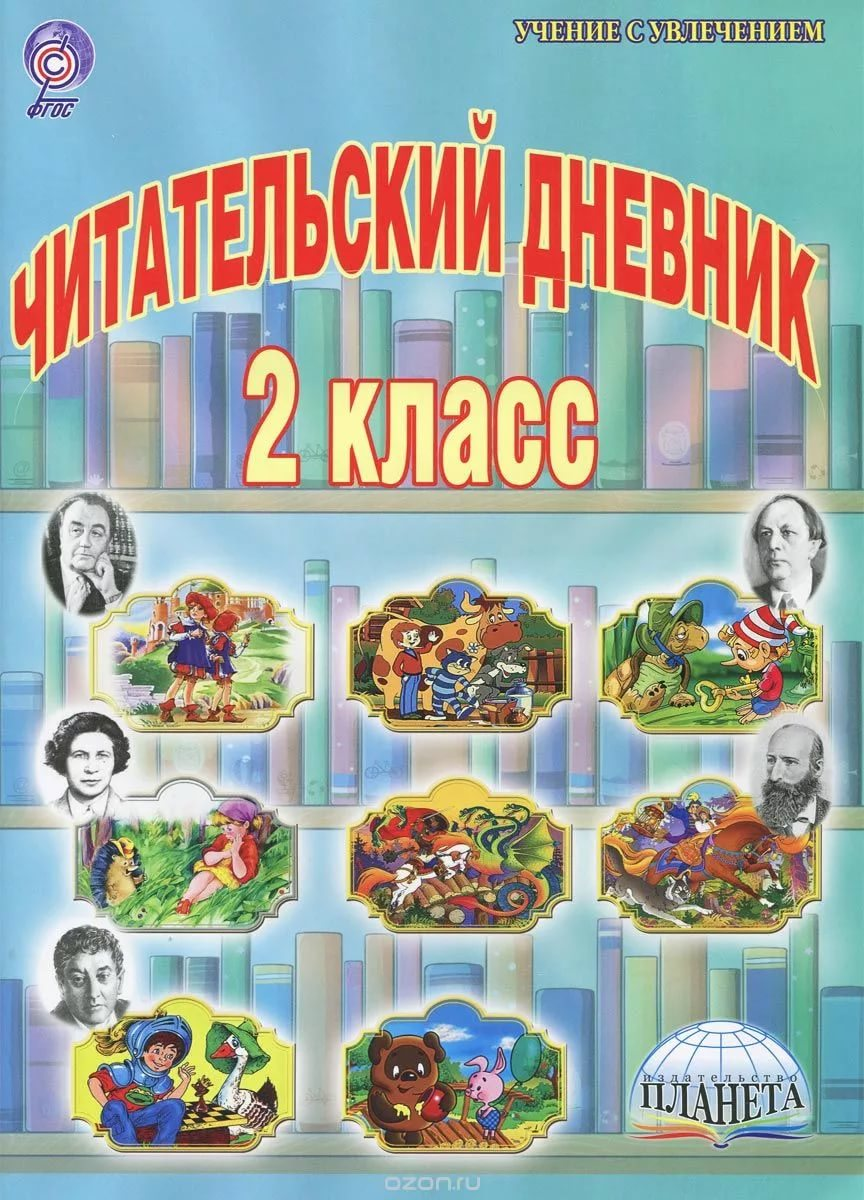 УЧЕНИЕ С УВЛЕЧЕНИЕМ
ФГОС
ЧИТАТЕЛЬСКИЙ ДНЕВНИК
2 класс
издательство
ПЛАНЕТА
ozon.ru